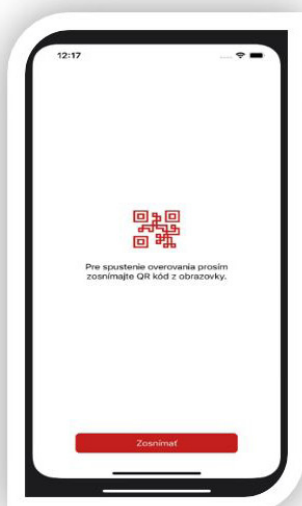 12:17
Pre spustenie overovania prosím
zosnímajte QR kód z obrazovky.
Zosnímať